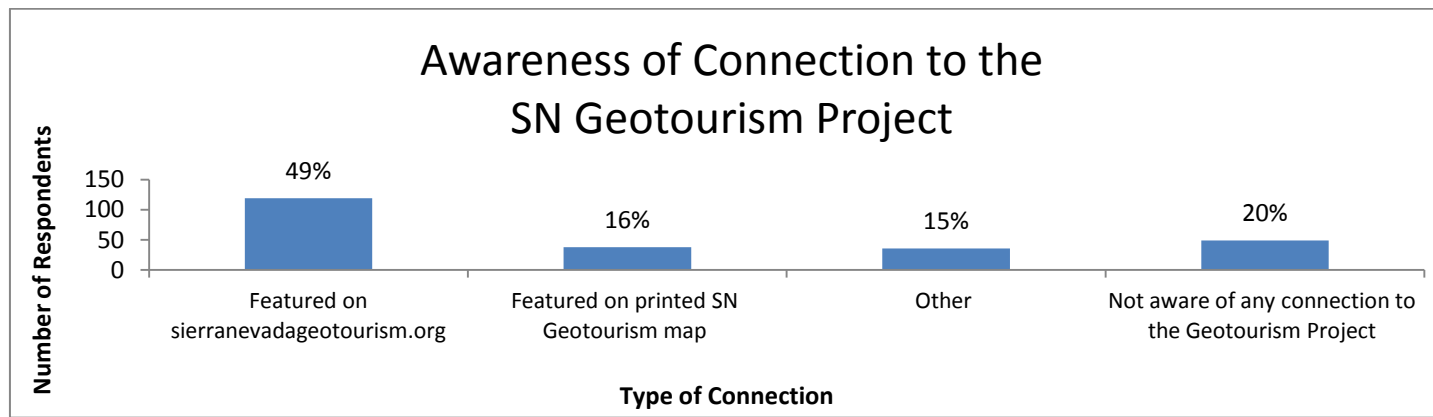 Awareness of Connection to the
SN Geotourism Project
Number of Respondents
150
100
50
0
49%
16%
15%
20%
Featured on
sierranevadageotourism.org
Featured on printed SN
Geotourism map
Other
Not aware of any connection to
the Geotourism Project
Type of Connection